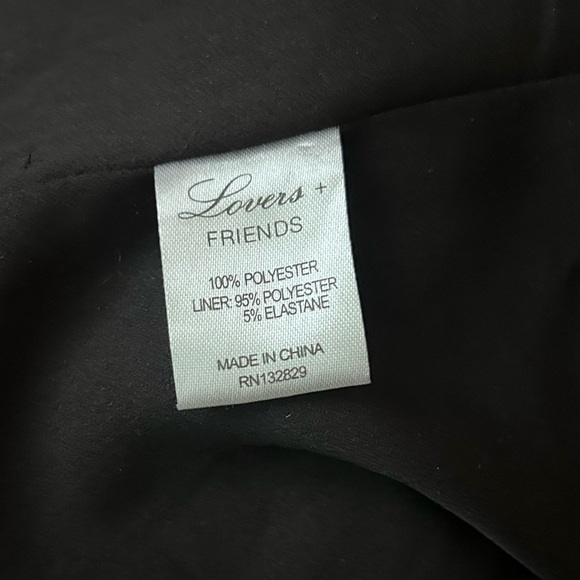 Lovers +
FRIENDS
100% POLYESTER
LINER: 95% POLYESTER
5% ELASTANE
MADE IN CHINA
RN132829